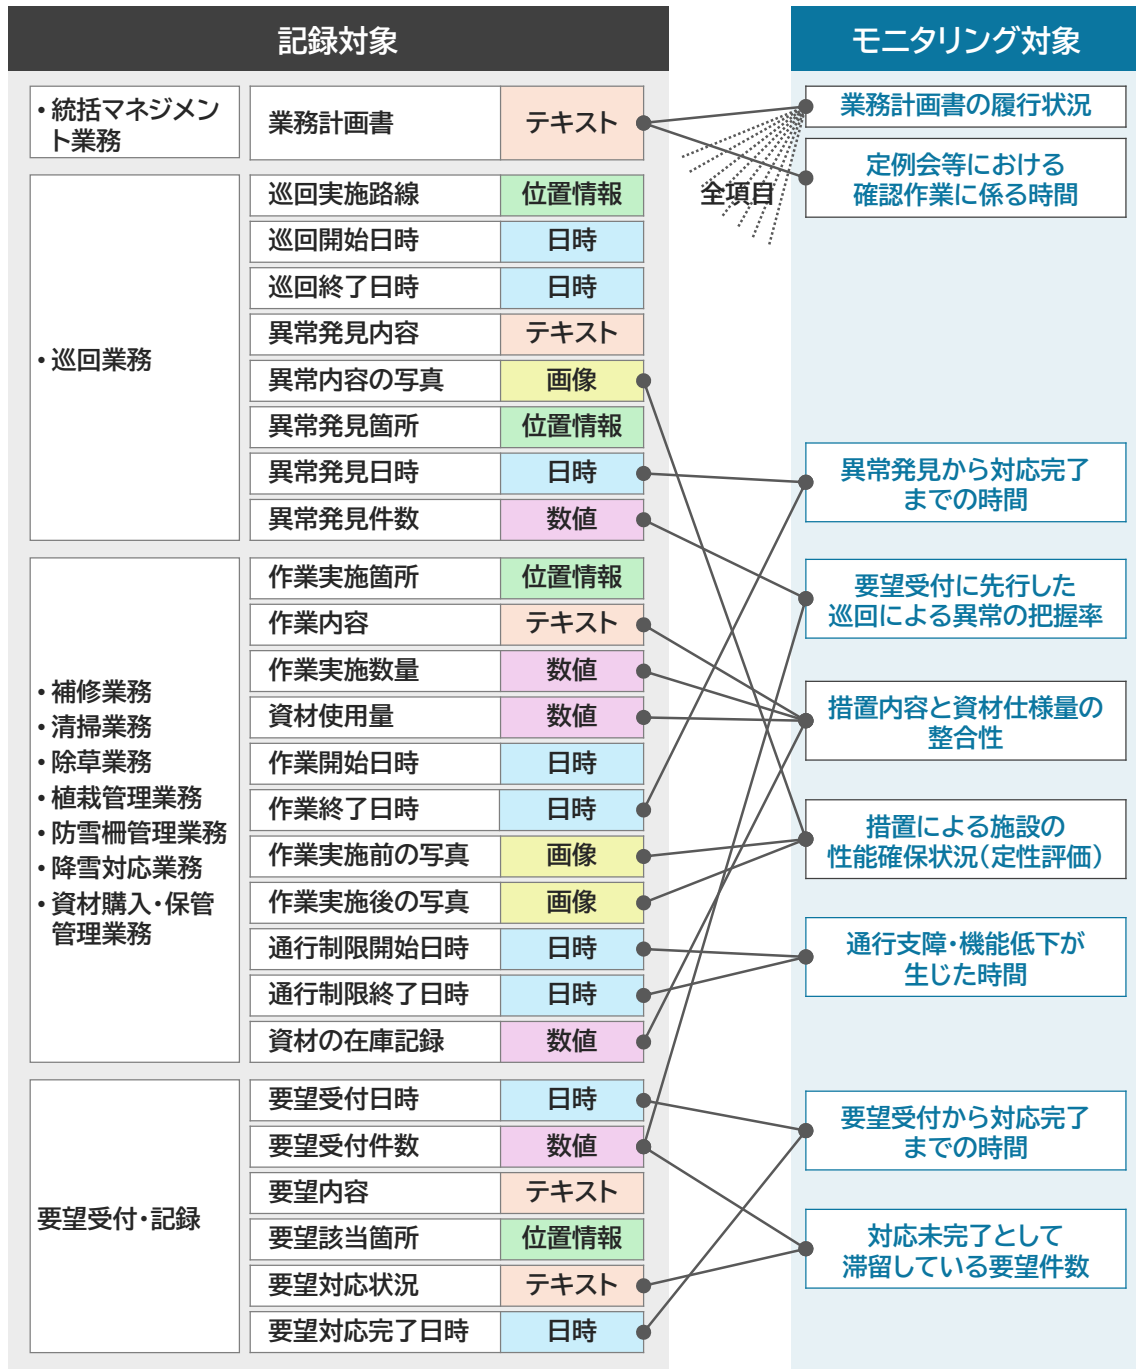 記録対象
モニタリング対象
・統括マネジメン
ト業務
業務計画書
テキスト
・巡回業務
巡回実施路線
位置情報
巡回開始日時
日時
巡回終了日時
日時
異常発見内容
テキスト
異常内容の写真
画像
異常発見箇所
位置情報
異常発見日時
日時
異常発見件数
数値
・補修業務
・清掃業務
・除草業務
・植栽管理業務
・防雪柵管理業務
・降雪対応業務
・資材購入・保管
管理業務
作業実施箇所
位置情報
作業内容
テキスト
作業実施数量
数値
資材使用量
数値
作業開始日時
日時
作業終了日時
日時
作業実施前の写真
画像
作業実施後の写真
画像
通行制限開始日時
日時
通行制限終了日時
日時
資材の在庫記録
数値
要望受付・記録
要望受付日時
日時
要望受付件数
数値
要望内容
テキスト
要望該当箇所
位置情報
要望対応状況
テキスト
要望対応完了日時
日時
全項目
業務計画書の履行状況
定例会等における
確認作業に係る時間
異常発見から対応完了
までの時間
要望受付に先行した
巡回による異常の把握率
措置内容と資材仕様量の
整合性
措置による施設の
性能確保状況（定性評価）
通行支障・機能低下が
生じた時間
要望受付から対応完了
までの時間
対応未完了として
滞留している要望件数